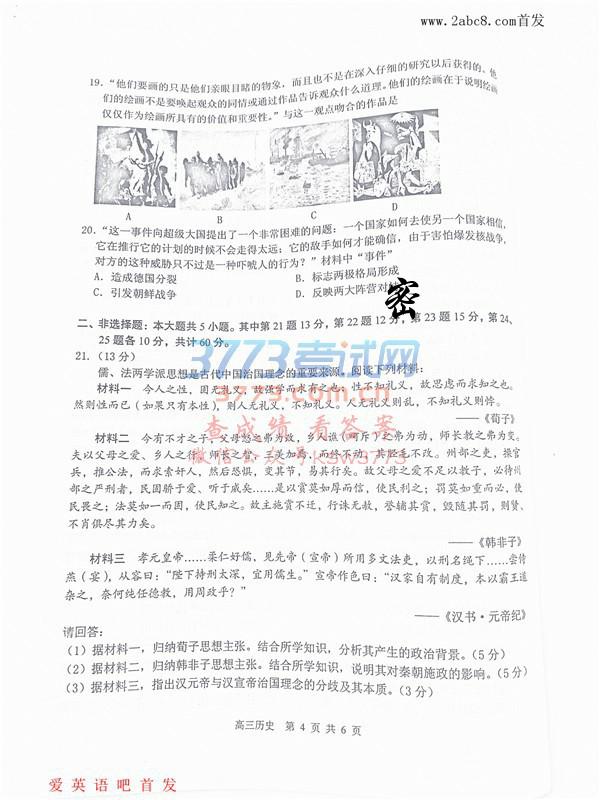 www.2abc8.com首发
19.“他们要画的只是他们亲眼目睹的物象，而且也不是在深入仔细的研究以后获得的、他
们的绘画不是要唤起观众的同情或通过作品告诉观众什么道理。他们的绘画在于说明绘画
仅仅作为绘画所具有的价值和重要性。”与这一观点吻合的作品是
A B C D
20.“这一事件向超级大国提出了一个非常困难的问题：一个国家如何去使另一个国家相信，
它在推行它的计划的时候不会走得太远；它的敌手如何才能确信，由于害怕爆发核战争，
对方的这种威胁只不过是一种吓唬人的行为？”材料中“事件”
A．造成德国分裂 B．标志两极格局形成
C．引发朝鲜战争 D．反映两大阵营对
密
二、非选择题：本大题共5小题。其中第21题13分，第22题12分，第23题15分，第24、
25题各10分，共计60分。
3773考试网
www.3773.com.cn
查成绩 看答案
微信公众号Ksw3773
21.（13分）
儒、法两学派思想是古代中国治国理念的重要来源。阅读下列材料：
材料一 今人之性，固无礼义，故强学而求有之也；性不知礼义，故思虑而求知之也。
然则性而已（如果只有本性），则人无礼义，不知礼义。人无礼义则乱，不知礼义则悖。
——《荀子》
材料二 今有不才之子，父母怒之弗为改，乡人谯（呵斥）之弗为动，师长教之弗为变。
夫以父母之爱、乡人之行、师长之智，三美加焉，而终不动，其胫毛不改。州部之吏，操官
兵，推公法，而求索奸人，然后恐惧，变其节，易其行矣。故父母之爱不足以教子，必待州
部之严刑者，民固骄于爱、听于威矣……是以赏莫如厚而信，使民利之；罚莫如重而必，使
民畏之；法莫如一而固，使民知之。故主施赏不迁，行诛无赦，誉辅其赏，毁随其罚，则贤、
不肖俱尽其力矣。
——《韩非子》
材料三 孝元皇帝……柔仁好儒，见先帝（宣帝）所用多文法吏，以刑名绳下……尝侍
燕（宴），从容曰：“陛下持刑太深，宜用儒生。”宣帝作色曰：“汉家自有制度，本以霸王道
杂之，奈何纯任德教，用周政乎？”
——《汉书·元帝纪》
请回答：
（1）据材料一，归纳荀子思想主张。结合所学知识，分析其产生的政治背景。（5分）
（2）据材料二，归纳韩非子思想主张。结合所学知识，说明其对秦朝施政的影响。（5分）
（3）据材料三，指出汉元帝与汉宣帝治国理念的分歧及其本质。（3分）
高三历史 第4页共6页
爱英语吧首发